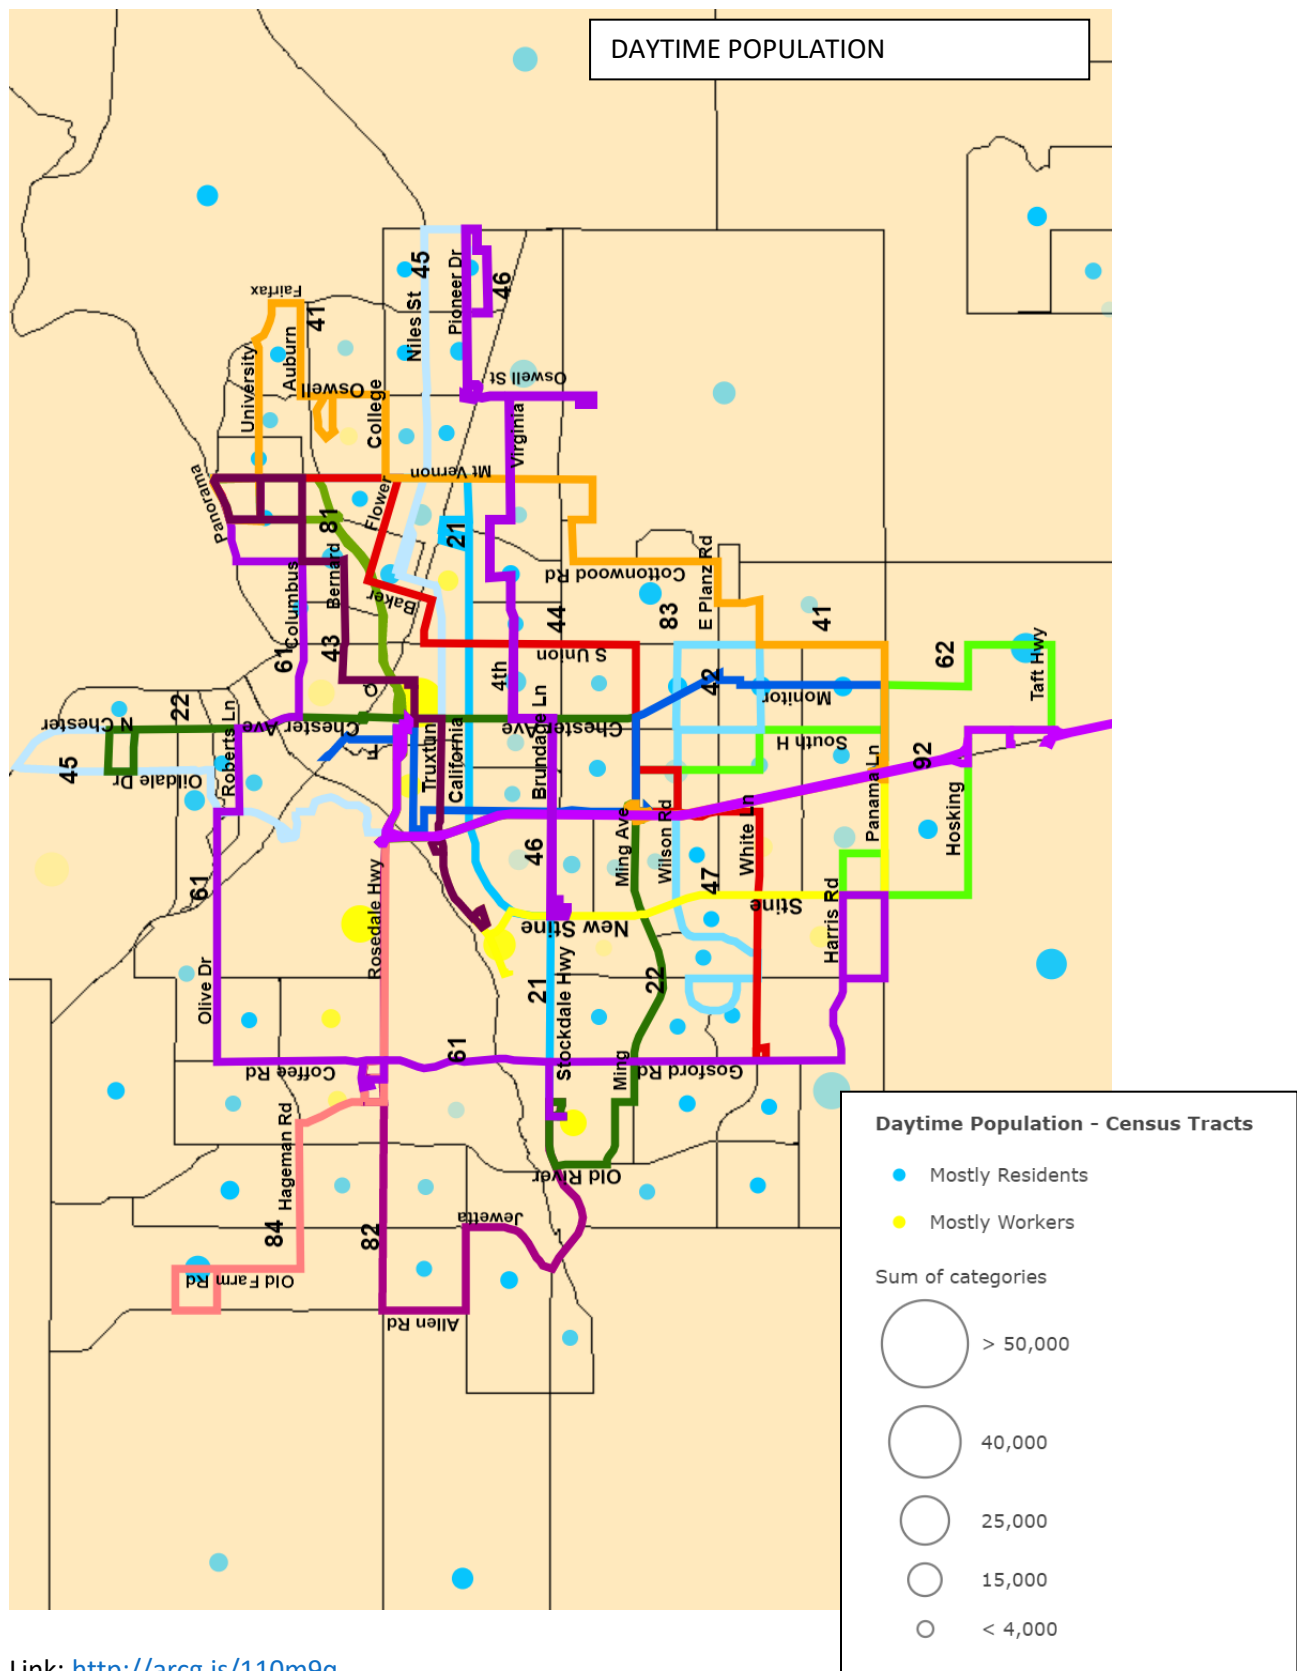 DAYTIME POPULATION
45
Pioneer Dr
46
Niles St
Fairfax
41
Auburn
University
Oswell
College
Oswell St
Virginia
Mt Vernon
Panorama
Flower
81
21
Bernard
Baker
Cottonwood Rd
E Planz Rd
Columbus
43
61
44
83
41
S Union
62
Taft Hwy
4th
42
Monitor
O
22
N Chester
Chester Ave
Chester Ave
Roberts Ln
F
Truxtun
California
Brundage Ln
South H
92
Panama Ln
Hosking
45
Oildale Dr
Ming Ave
Wilson Rd
White Ln
46
47
61
Rosedale Hwy
New Stine
Stine
Harris Rd
Olive Dr
21
Stockdale Hwy
22
61
Coffee Rd
Ming
Gosford Rd
Hageman Rd
Old River
84
82
Jewetta
Old Farm Rd
Allen Rd
Daytime Population - Census Tracts
Mostly Residents
Mostly Workers
Sum of categories
> 50,000
40,000
25,000
15,000
< 4,000
Link: http://arcg.is/110m9q